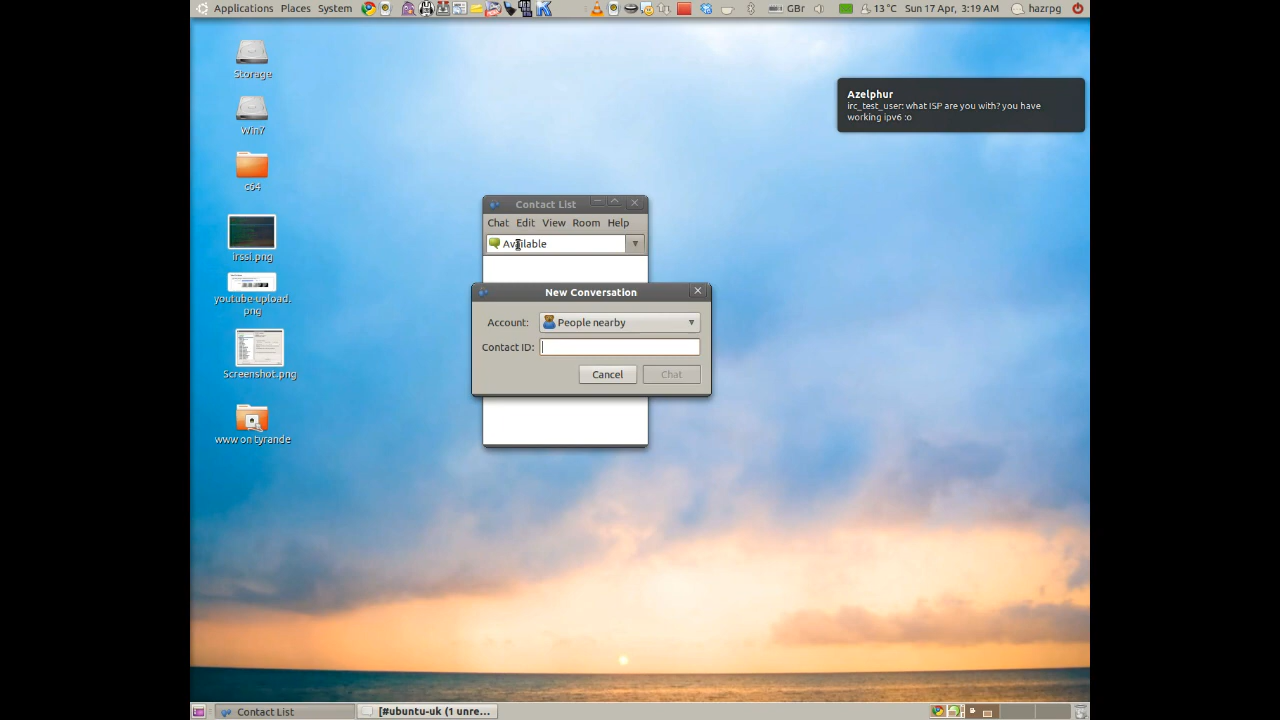 Applications Places System GBr 13 °C Sun 17 Apr, 3:19 AM hazrpg
Storage
Win7
c64
irssi.png
youtube-upload.
png
Screenshot.png
www on tyrande
Azelphur
irc_test_user: what ISP are you with? you have
working ipv6 :o
Contact List
Chat Edit View Room Help
Available
New Conversation
Account: People nearby
Contact ID:
Cancel Chat
Contact List [#ubuntu-uk (1 unre...